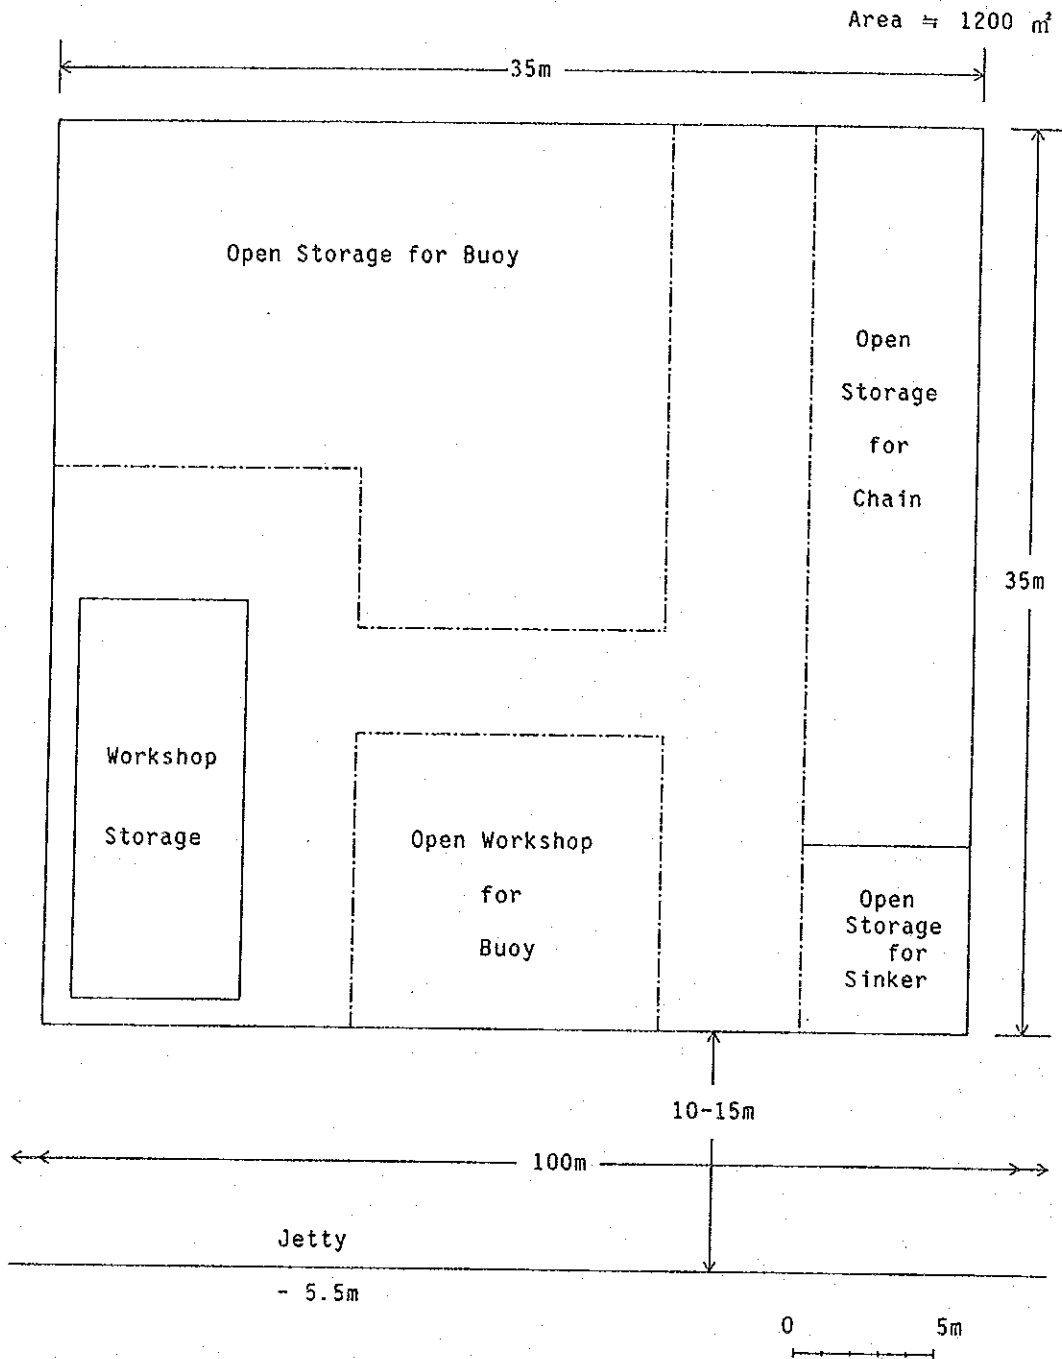 Area ≒ 1200 ㎡
35m
Open Storage for Buoy
Open
Storage
for
Chain
35m
Workshop
Storage
Open Workshop
for
Buoy
Open
Storage
for
Sinker
10-15m
100m
Jetty
- 5.5m
0 5m